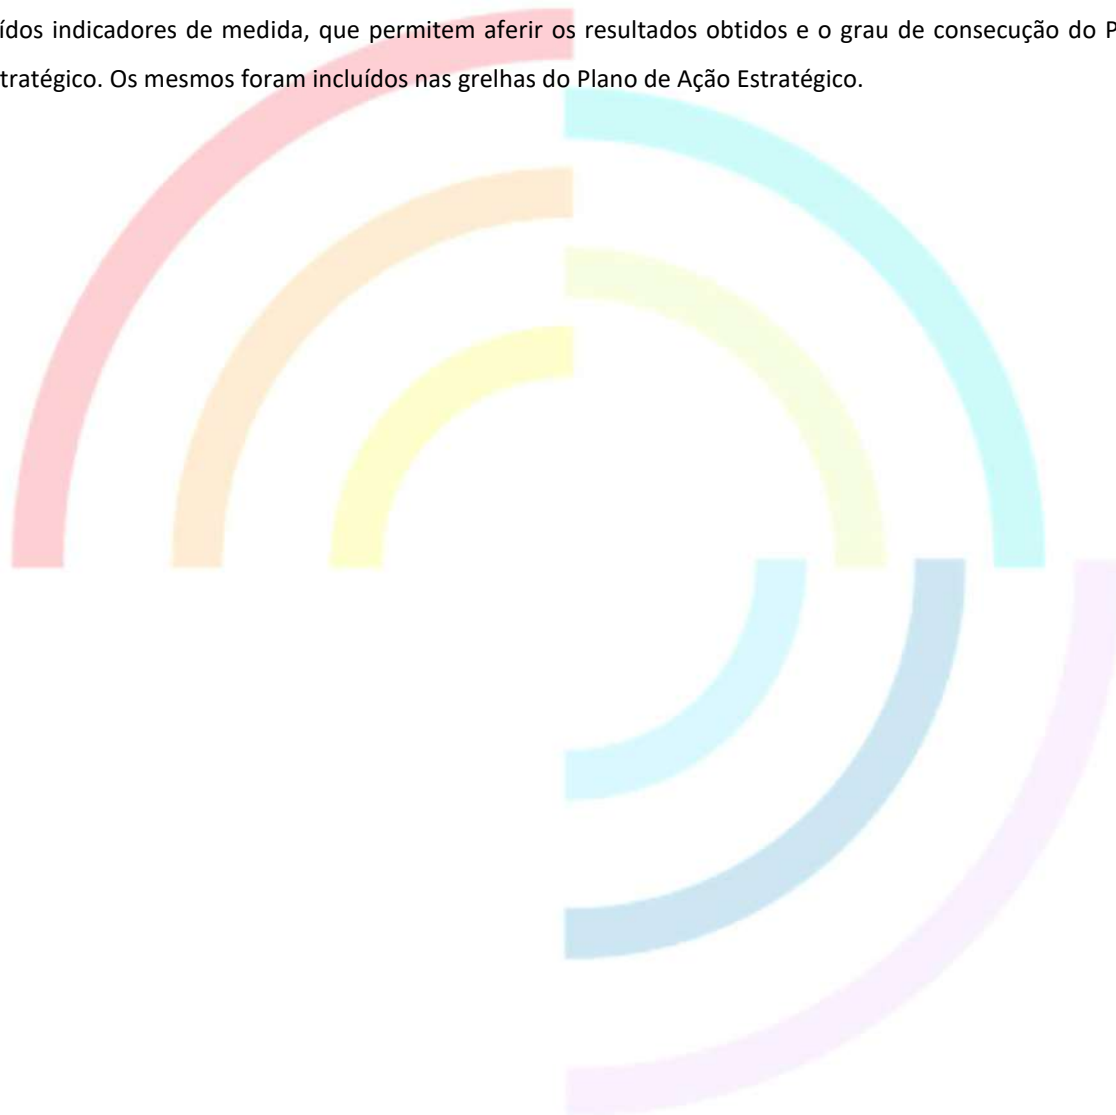 ídos indicadores de medida, que permitem aferir os resultados obtidos e o grau de consecução do P
tratégico. Os mesmos foram incluídos nas grelhas do Plano de Ação Estratégico.